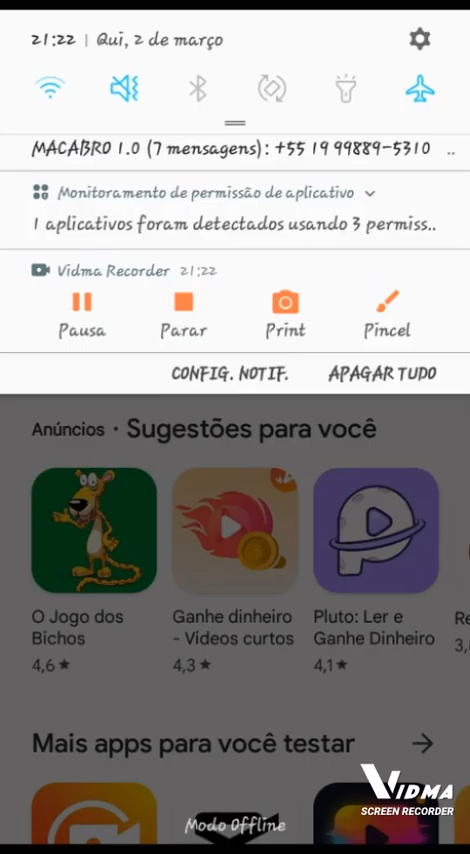 21:22 | Qui, 2 de março
MACABRO 1.0 (7 mensagens): +55 19 99889-5310 ..
Monitoramento de permissão de aplicativo
1 aplicativos foram detectados usando 3 permiss..
Vidma Recorder 21:22
Pausa Parar Print Pincel
CONFIG. NOTIF. APAGAR TUDO
Anúncios · Sugestões para você
O Jogo dos Bichos
4,6★
Ganhe dinheiro - Vídeos curtos
4,3★
Pluto: Ler e Ganhe Dinheiro
4,1★
Re
3,
Mais apps para você testar
VIDMA
SCREEN RECORDER
Modo Offline